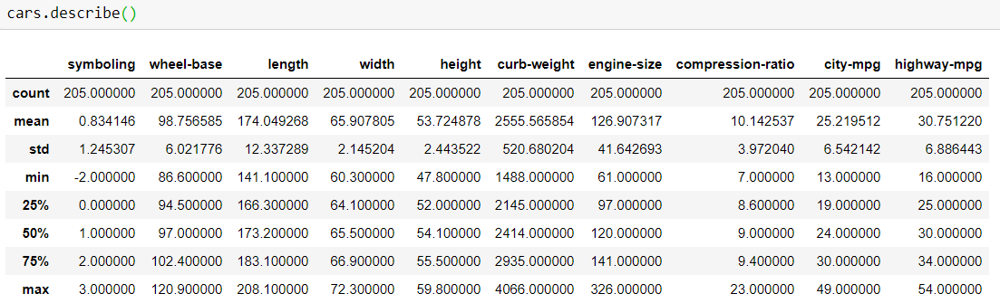 cars.describe()
symboling wheel-base length width height curb-weight engine-size compression-ratio city-mpg highway-mpg
count 205.000000 205.000000 205.000000 205.000000 205.000000 205.000000 205.000000 205.000000 205.000000 205.000000
mean 0.834146 98.756585 174.049268 65.907805 53.724878 2555.565854 126.907317 10.142537 25.219512 30.751220
std 1.245307 6.021776 12.337289 2.145204 2.443522 520.680204 41.642693 3.972040 6.542142 6.886443
min -2.000000 86.600000 141.100000 60.300000 47.800000 1488.000000 61.000000 7.000000 13.000000 16.000000
25% 0.000000 94.500000 166.300000 64.100000 52.000000 2145.000000 97.000000 8.600000 19.000000 25.000000
50% 1.000000 97.000000 173.200000 65.500000 54.100000 2414.000000 120.000000 9.000000 24.000000 30.000000
75% 2.000000 102.400000 183.100000 66.900000 55.500000 2935.000000 141.000000 9.400000 30.000000 34.000000
max 3.000000 120.900000 208.100000 72.300000 59.800000 4066.000000 326.000000 23.000000 49.000000 54.000000